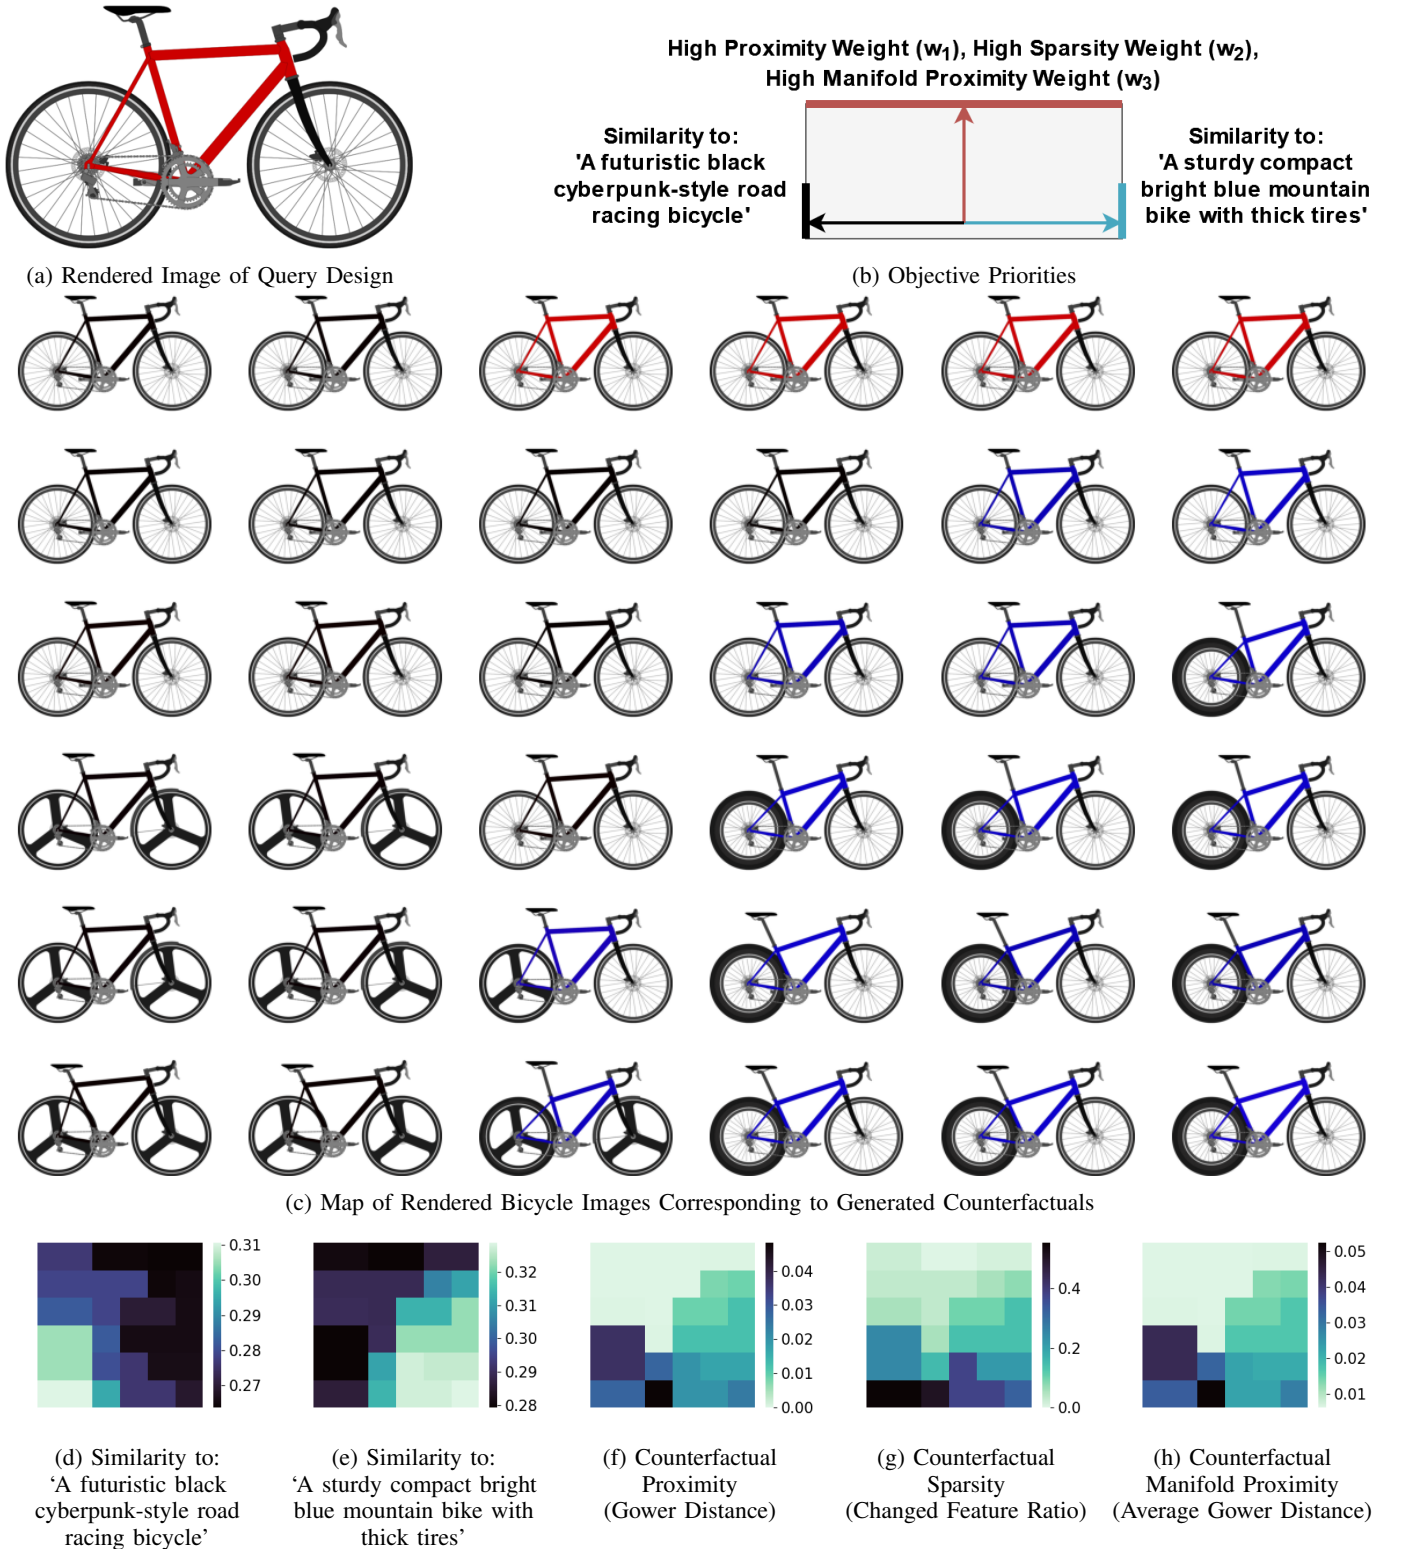 High Proximity Weight (w1), High Sparsity Weight (w2),
High Manifold Proximity Weight (w3)
Similarity to:
'A futuristic black
cyberpunk-style road
racing bicycle'
Similarity to:
'A sturdy compact
bright blue mountain
bike with thick tires'
(a) Rendered Image of Query Design
(b) Objective Priorities
(c) Map of Rendered Bicycle Images Corresponding to Generated Counterfactuals
0.31
0.30
0.29
0.28
0.27
0.32
0.31
0.30
0.29
0.28
0.04
0.03
0.02
0.01
0.00
0.4
0.2
0.0
0.05
0.04
0.03
0.02
0.01
(d) Similarity to:
‘A futuristic black
cyberpunk-style road
racing bicycle’
(e) Similarity to:
‘A sturdy compact bright
blue mountain bike with
thick tires’
(f) Counterfactual
Proximity
(Gower Distance)
(g) Counterfactual
Sparsity
(Changed Feature Ratio)
(h) Counterfactual
Manifold Proximity
(Average Gower Distance)